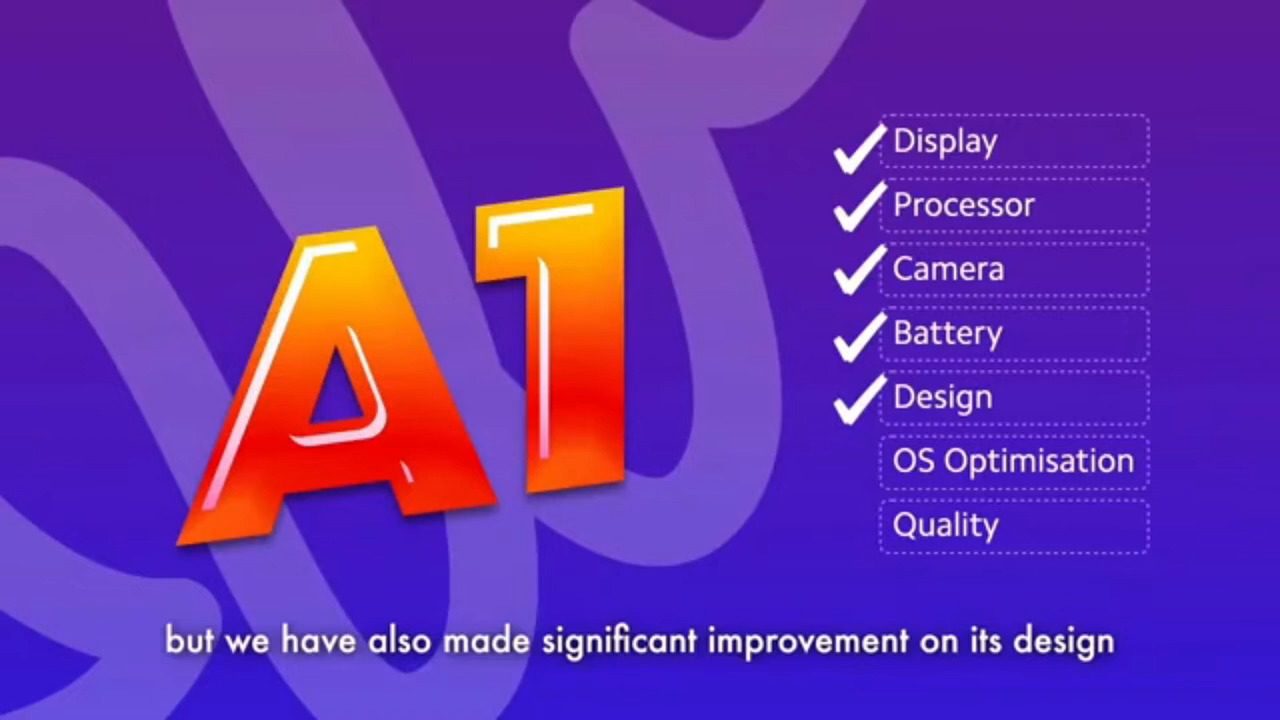 A1
Display
Processor
Camera
Battery
Design
OS Optimisation
Quality
but we have also made significant improvement on its design